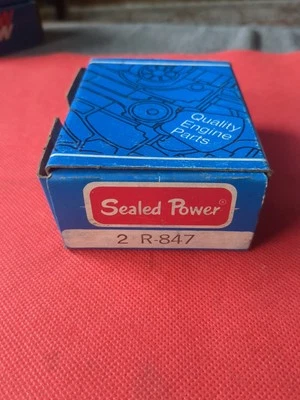 Quality
Engine
Parts
Sealed Power®
2 R-847